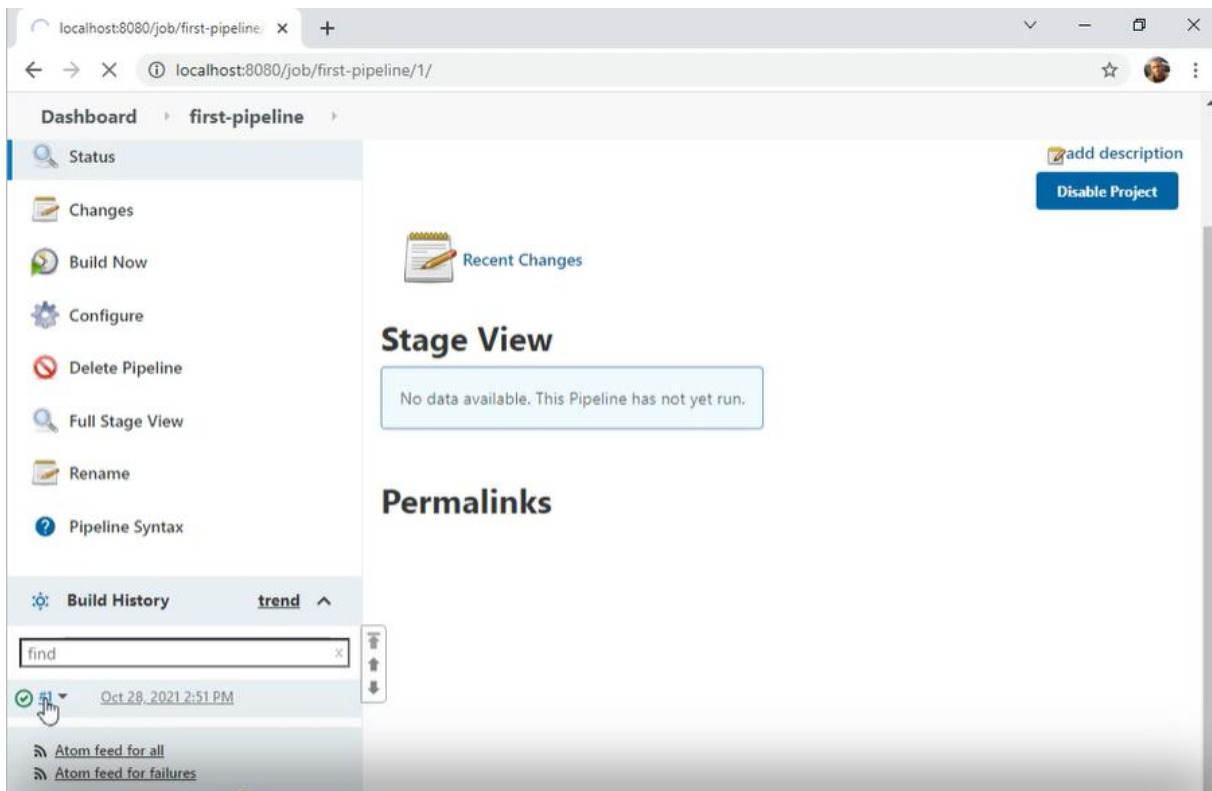 localhost:8080/job/first-pipeline/
localhost:8080/job/first-pipeline/1/
Dashboard first-pipeline
Status
add description
Disable Project
Changes
Build Now
Recent Changes
Configure
Stage View
Delete Pipeline
No data available. This Pipeline has not yet run.
Full Stage View
Rename
Permalinks
Pipeline Syntax
Build History trend
find x
#1 Oct 28, 2021 2:51 PM
Atom feed for all
Atom feed for failures